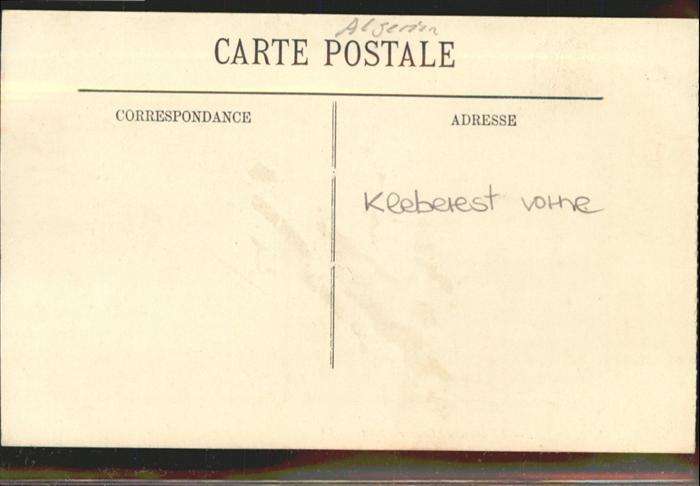 Algerien
CARTE POSTALE
CORRESPONDANCE
ADRESSE
Kleberest vorne